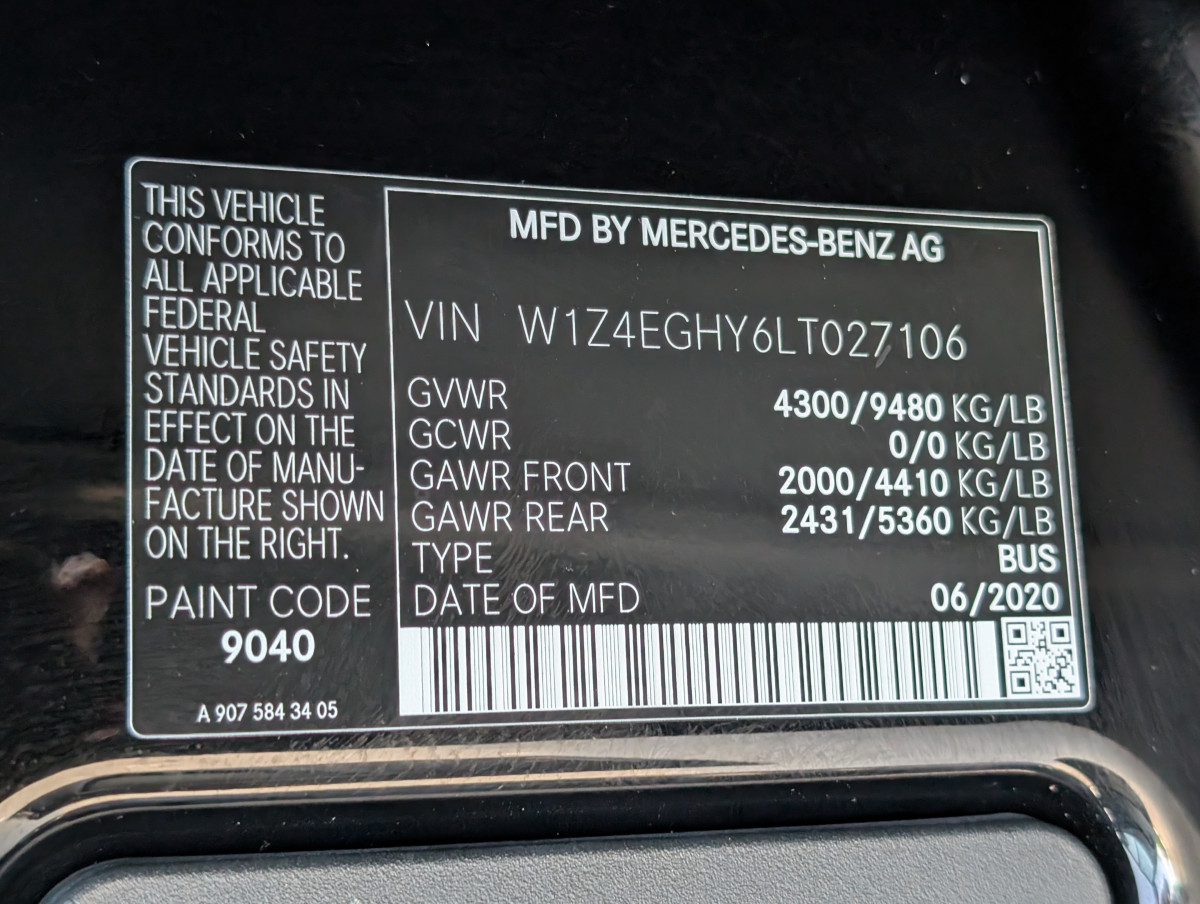 THIS VEHICLE
CONFORMS TO
ALL APPLICABLE
FEDERAL
VEHICLE SAFETY
STANDARDS IN
EFFECT ON THE
DATE OF MANU-
FACTURE SHOWN
ON THE RIGHT.
PAINT CODE
9040
A 907 584 34 05
MFD BY MERCEDES-BENZ AG
VIN W1Z4EGHY6LT027106
GVWR 4300/9480 KG/LB
GCWR 0/0 KG/LB
GAWR FRONT 2000/4410 KG/LB
GAWR REAR 2431/5360 KG/LB
TYPE BUS
DATE OF MFD 06/2020